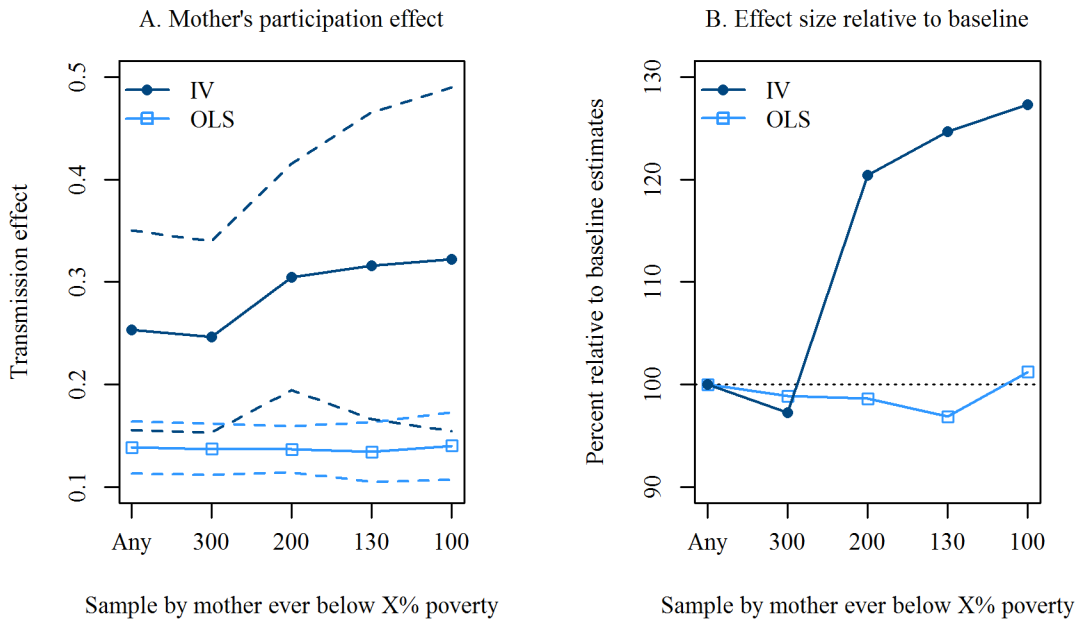 A. Mother's participation effect
IV
OLS
Transmission effect
0.5
0.4
0.3
0.2
0.1
Any 300 200 130 100
Sample by mother ever below X% poverty
B. Effect size relative to baseline
IV
OLS
Percent relative to baseline estimates
130
120
110
100
90
Any 300 200 130 100
Sample by mother ever below X% poverty